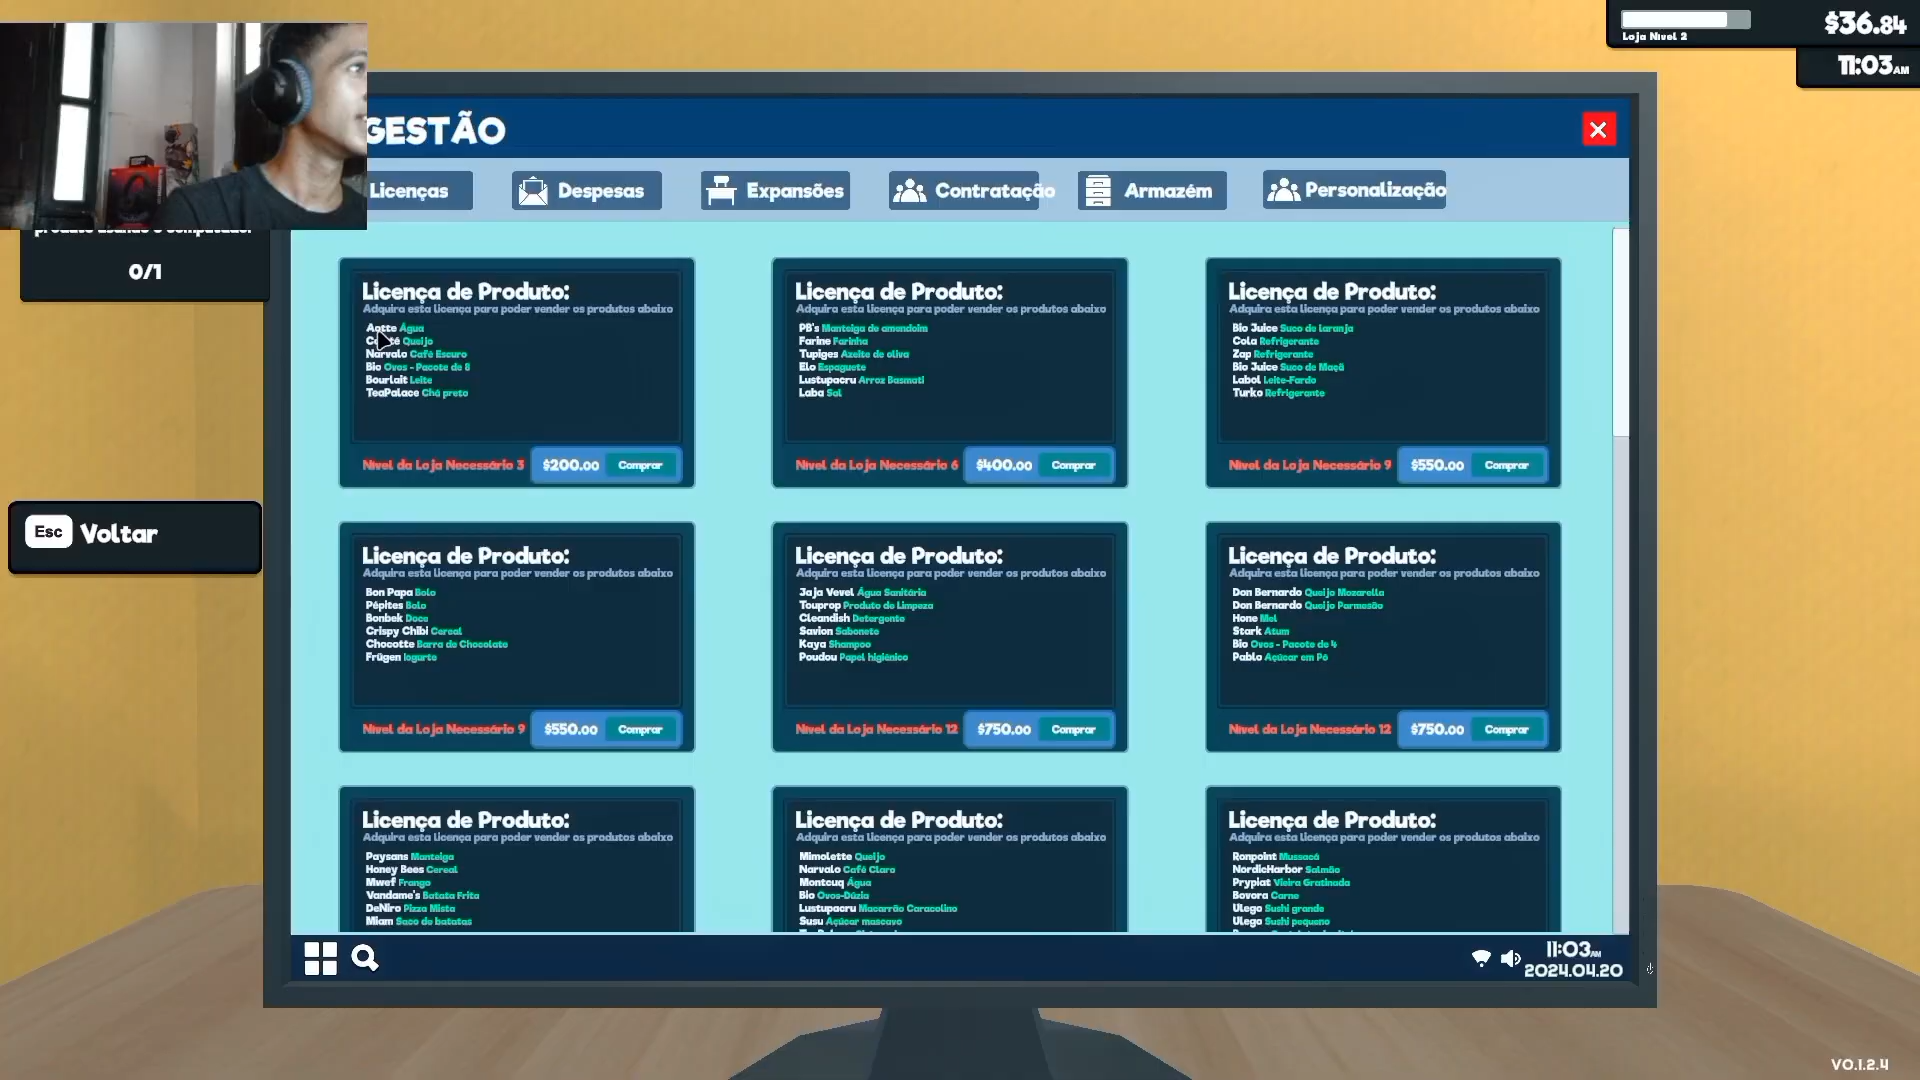 $36.84
Loja Nivel 2
11:03AM
GESTÃO
Licenças
Despesas
Expansões
Contratação
Armazém
Personalização
produto usando o computador
0/1
Esc Voltar
Licença de Produto:
Adquira esta licença para poder vender os produtos abaixo
Aotte Água
Queijo
Narvalo Café Escuro
Bio Ovos - Pacote de 8
Bourlait Leite
TeaPalace Chá preto
Nivel da Loja Necessário 3
$200.00
Comprar
Licença de Produto:
Adquira esta licença para poder vender os produtos abaixo
PB's Manteiga de amendoim
Farine Farinha
Tupiges Azeite de oliva
Elo Espaguete
Lustupacru Arroz Basmati
Laba Sal
Nivel da Loja Necessário 6
$400.00
Comprar
Licença de Produto:
Adquira esta licença para poder vender os produtos abaixo
Bio Juice Suco de laranja
Cola Refrigerante
Zap Refrigerante
Bio Juice Suco de Maçã
Labol Leite-Fardo
Turko Refrigerante
Nivel da Loja Necessário 9
$550.00
Comprar
Licença de Produto:
Adquira esta licença para poder vender os produtos abaixo
Bon Papa Bolo
Pépites Bolo
Bonbek Doce
Crispy Chibi Cereal
Chocotte Barra de Chocolate
Frügen Iogurte
Nivel da Loja Necessário 9
$550.00
Comprar
Licença de Produto:
Adquira esta licença para poder vender os produtos abaixo
Jaja Vevel Água Sanitária
Touprop Produto de Limpeza
Cleandish Detergente
Savion Sabonete
Kaya Shampoo
Poudou Papel higiênico
Nivel da Loja Necessário 12
$750.00
Comprar
Licença de Produto:
Adquira esta licença para poder vender os produtos abaixo
Don Bernardo Queijo Mozarella
Don Bernardo Queijo Parmesão
Hone Mel
Stark Atum
Bio Ovos - Pacote de 4
Pablo Açúcar em Pó
Nivel da Loja Necessário 12
$750.00
Comprar
Licença de Produto:
Adquira esta licença para poder vender os produtos abaixo
Paysans Manteiga
Honey Bees Cereal
Mwef Frango
Vandame's Batata Frita
DeNiro Pizza Mista
Miam Saco de batatas
Licença de Produto:
Adquira esta licença para poder vender os produtos abaixo
Mimolette Queijo
Narvalo Café Claro
Montcuq Água
Bio Ovos-Dúzia
Lustupacru Macarrão Caracolino
Susu Açúcar mascavo
Licença de Produto:
Adquira esta licença para poder vender os produtos abaixo
Ronpoint Mussacá
NordicHarbor Salmão
Prypiat Vieira Gratinada
Bovora Carne
Ulego Sushi grande
Ulego Sushi pequeno
11:03AM
2024.04.20
V0.1.2.4